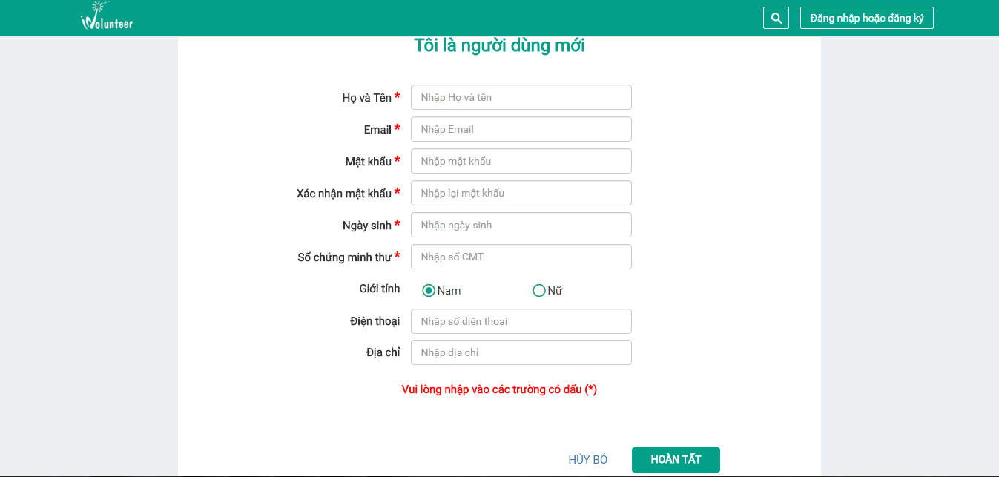 Volunteer
Đăng nhập hoặc đăng ký
Tôi là người dùng mới
Họ và Tên * Nhập Họ và tên
Email * Nhập Email
Mật khẩu * Nhập mật khẩu
Xác nhận mật khẩu * Nhập lại mật khẩu
Ngày sinh * Nhập ngày sinh
Số chứng minh thư * Nhập số CMT
Giới tính Nam Nữ
Điện thoại Nhập số điện thoại
Địa chỉ Nhập địa chỉ
Vui lòng nhập vào các trường có dấu (*)
HỦY BỎ HOÀN TẤT